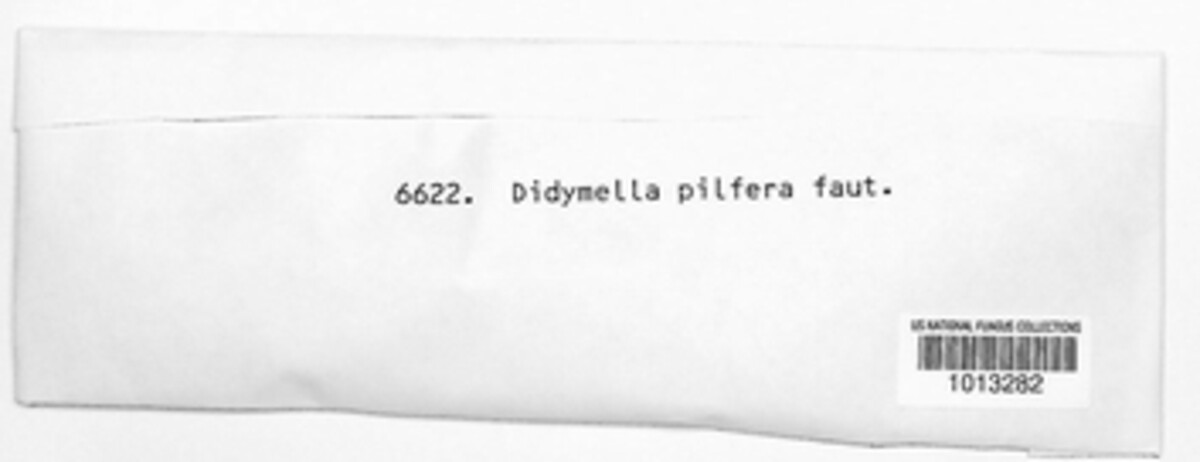 6622. Didymella pilfera faut.
US NATIONAL FUNGUS COLLECTIONS
1013282